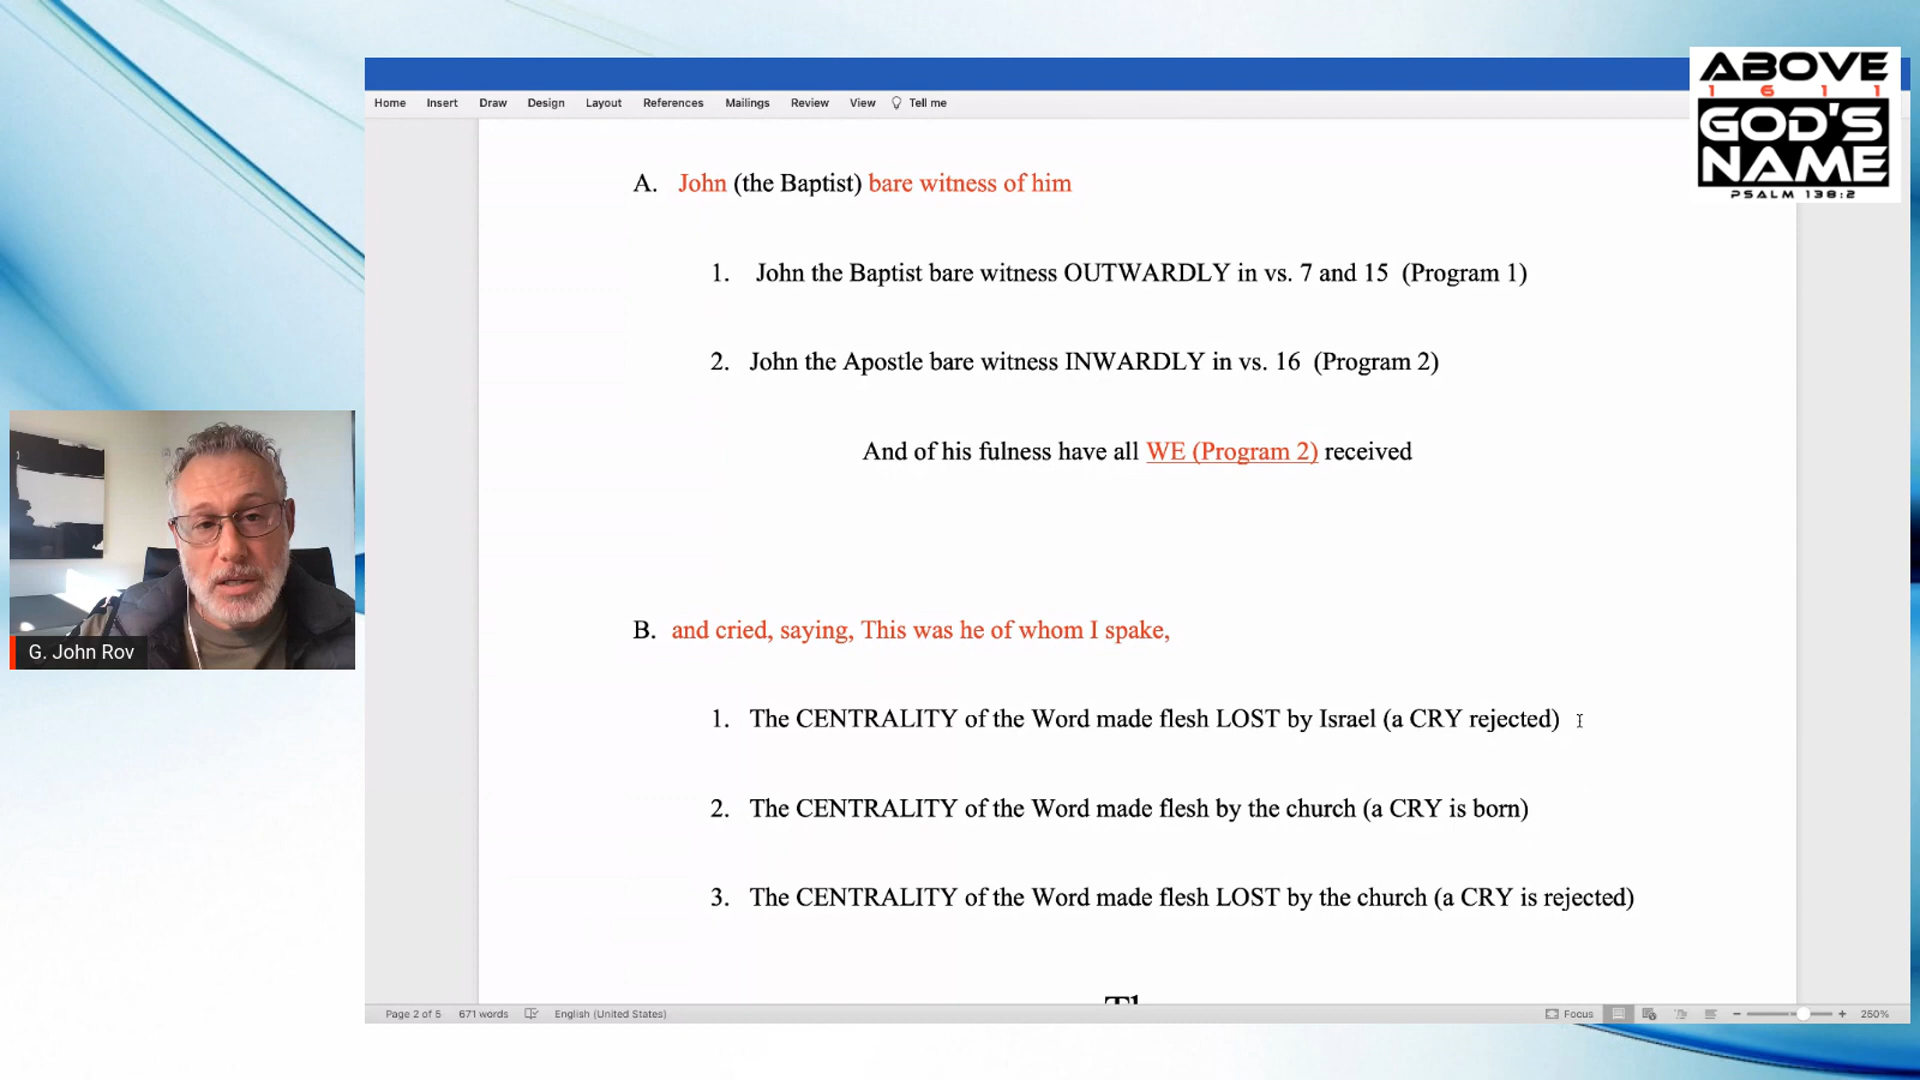 ABOVE
1611
GOD'S
NAME
PSALM 138:2
Home Insert Draw Design Layout References Mailings Review View Tell me
A. John (the Baptist) bare witness of him
1. John the Baptist bare witness OUTWARDLY in vs. 7 and 15 (Program 1)
2. John the Apostle bare witness INWARDLY in vs. 16 (Program 2)
And of his fulness have all WE (Program 2) received
B. and cried, saying, This was he of whom I spake,
1. The CENTRALITY of the Word made flesh LOST by Israel (a CRY rejected)
2. The CENTRALITY of the Word made flesh by the church (a CRY is born)
3. The CENTRALITY of the Word made flesh LOST by the church (a CRY is rejected)
G. John Rov
Page 2 of 5 671 words English (United States) Focus 250%